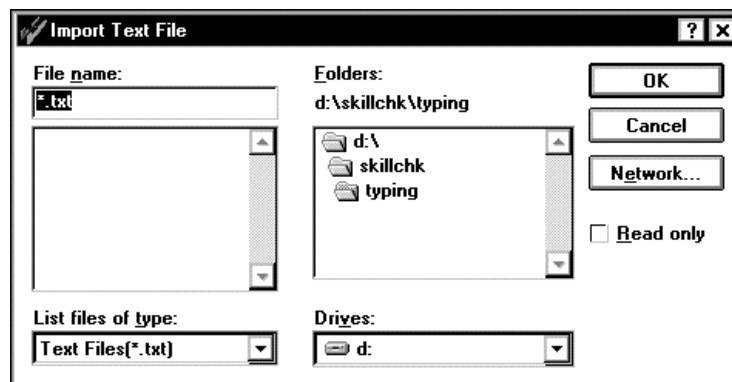 Import Text File
File name:
*.txt
Folders:
d:\skillchk\typing
d:\
skillchk
typing
OK
Cancel
Network...
Read only
List files of type:
Text Files(*.txt)
Drives:
d: